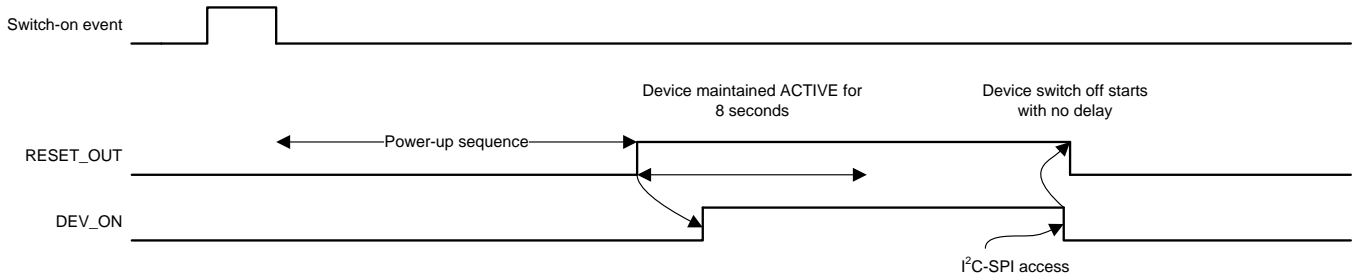 Switch-on event
Device maintained ACTIVE for
8 seconds
Device switch off starts
with no delay
Power-up sequence
RESET_OUT
DEV_ON
I²C-SPI access